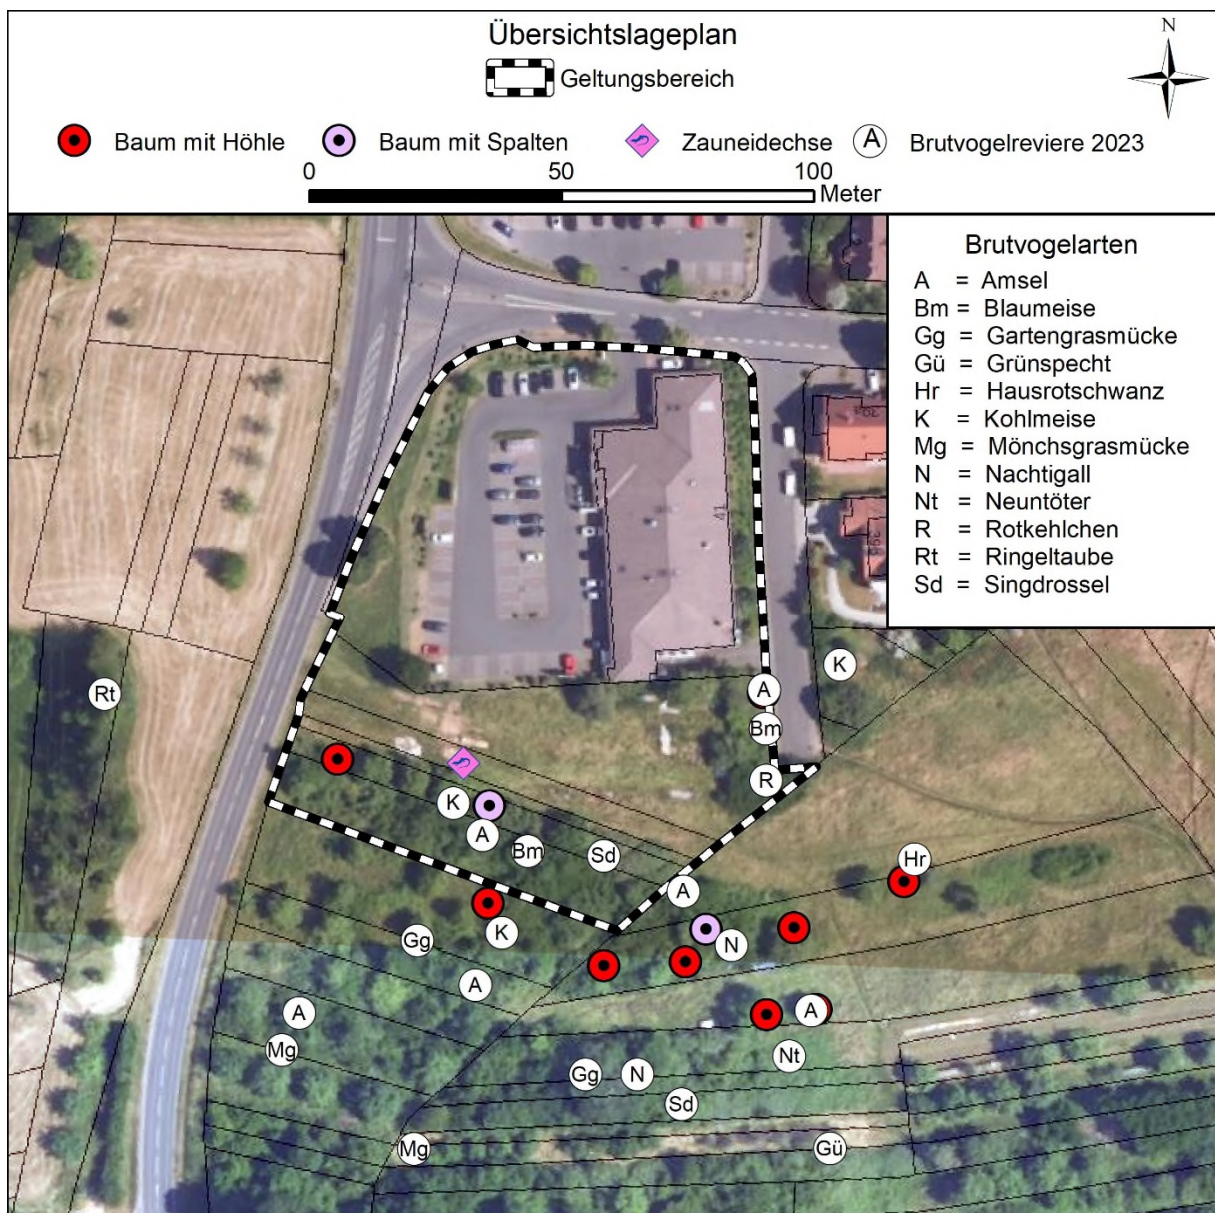 Übersichtslageplan
N
Geltungsbereich
Baum mit Höhle Baum mit Spalten Zauneidechse A Brutvogelreviere 2023
0 50 100
Meter
Brutvogelarten
A = Amsel
Bm = Blaumeise
Gg = Gartengrasmücke
Gü = Grünspecht
Hr = Hausrotschwanz
K = Kohlmeise
Mg = Mönchsgrasmücke
N = Nachtigall
Nt = Neuntöter
R = Rotkehlchen
Rt = Ringeltaube
Sd = Singdrossel
41
K
Rt
A
Bm
R
K
A
Bm
Sd
Hr
A
K
Gg
N
A
A
A
Mg
Nt
Gg
N
Sd
Mg
Gü